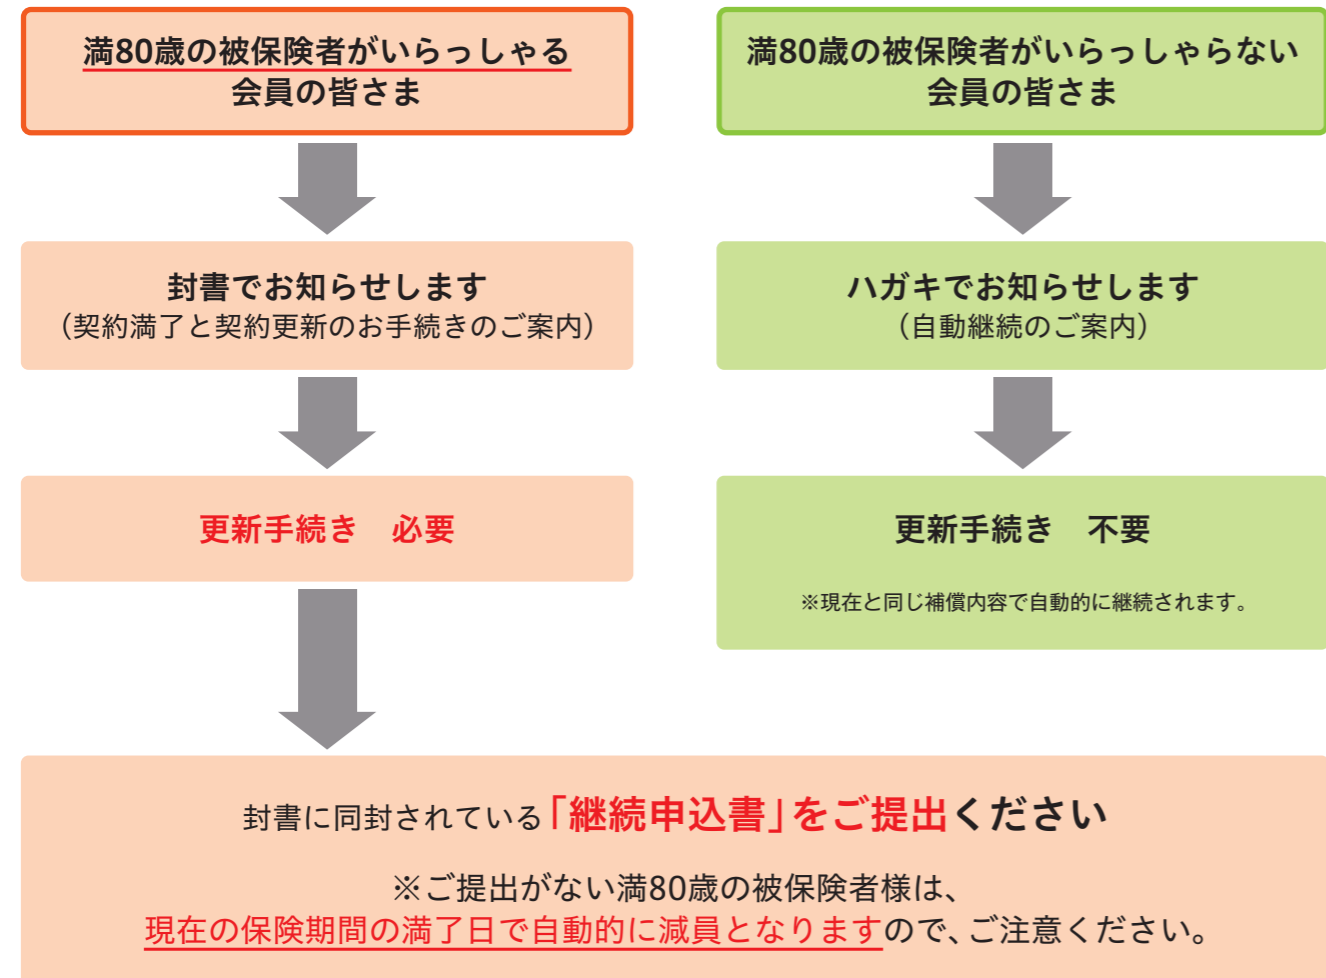 満80歳の被保険者がいらっしゃる
会員の皆さま
封書でお知らせします
（契約満了と契約更新のお手続きのご案内）
更新手続き　必要
満80歳の被保険者がいらっしゃらない
会員の皆さま
ハガキでお知らせします
（自動継続のご案内）
更新手続き　不要
※現在と同じ補償内容で自動的に継続されます。
封書に同封されている「継続申込書」をご提出ください
※ご提出がない満80歳の被保険者様は、
現在の保険期間の満了日で自動的に減員となりますので、ご注意ください。